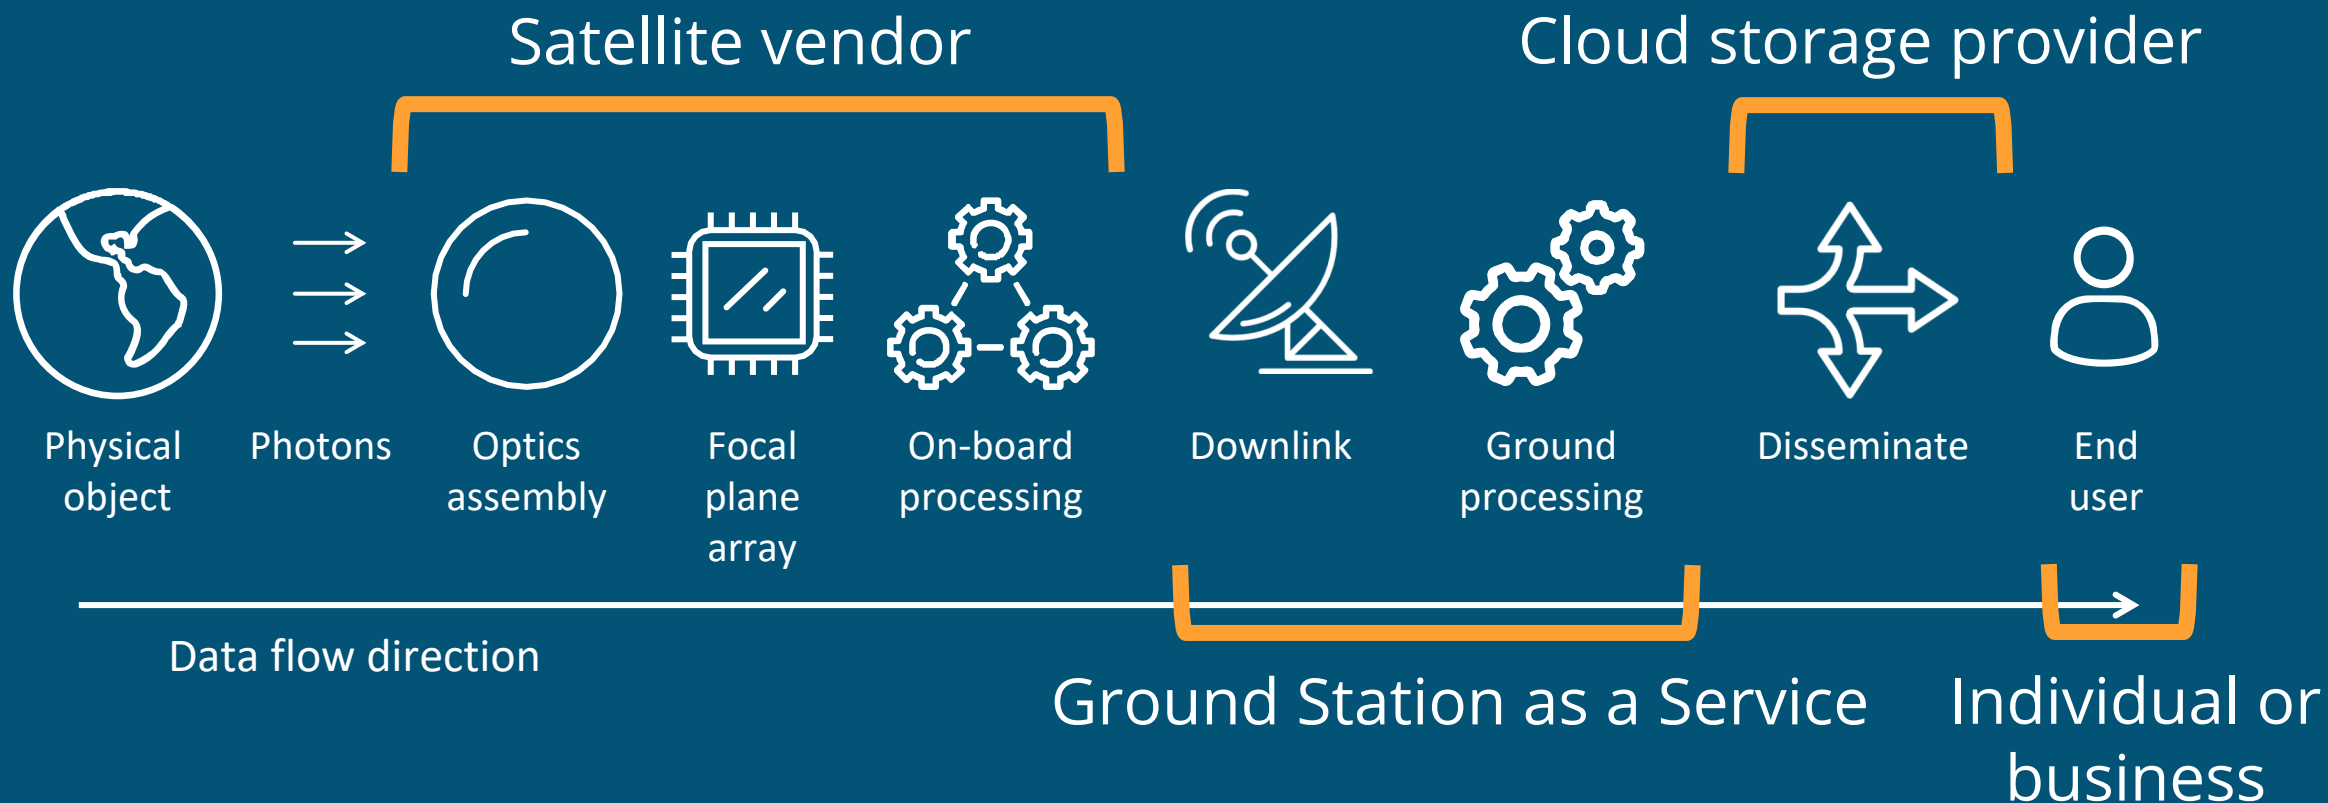 Satellite vendor
Cloud storage provider
Physical
object
Photons
Optics
assembly
Focal
plane
array
On-board
processing
Downlink
Ground
processing
Disseminate
End
user
Data flow direction
Ground Station as a Service
Individual or
business